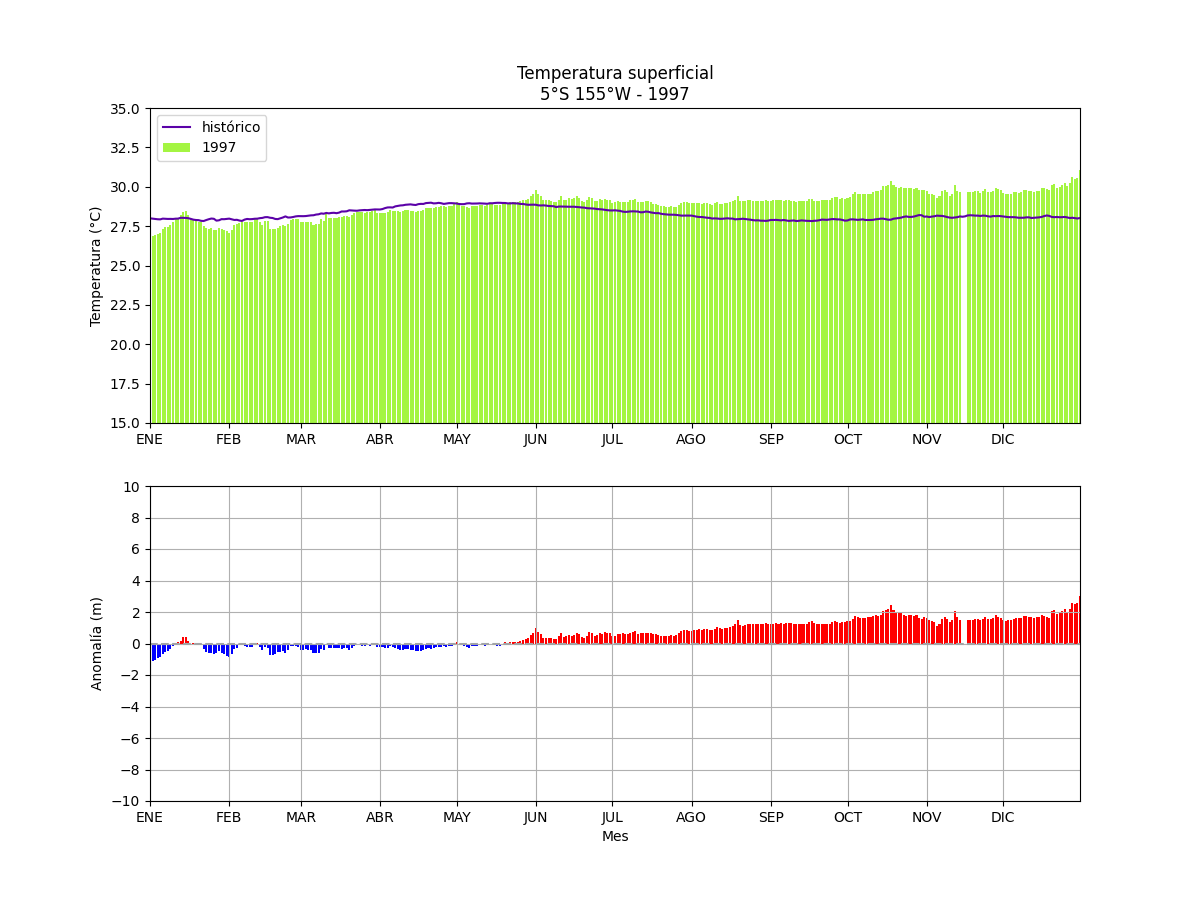 Temperatura superficial
5°S 155°W - 1997
histórico
1997
Temperatura (°C)
35.0
32.5
30.0
27.5
25.0
22.5
20.0
17.5
15.0
ENE FEB MAR ABR MAY JUN JUL AGO SEP OCT NOV DIC
Anomalía (m)
10
8
6
4
2
0
−2
−4
−6
−8
−10
ENE FEB MAR ABR MAY JUN JUL AGO SEP OCT NOV DIC
Mes